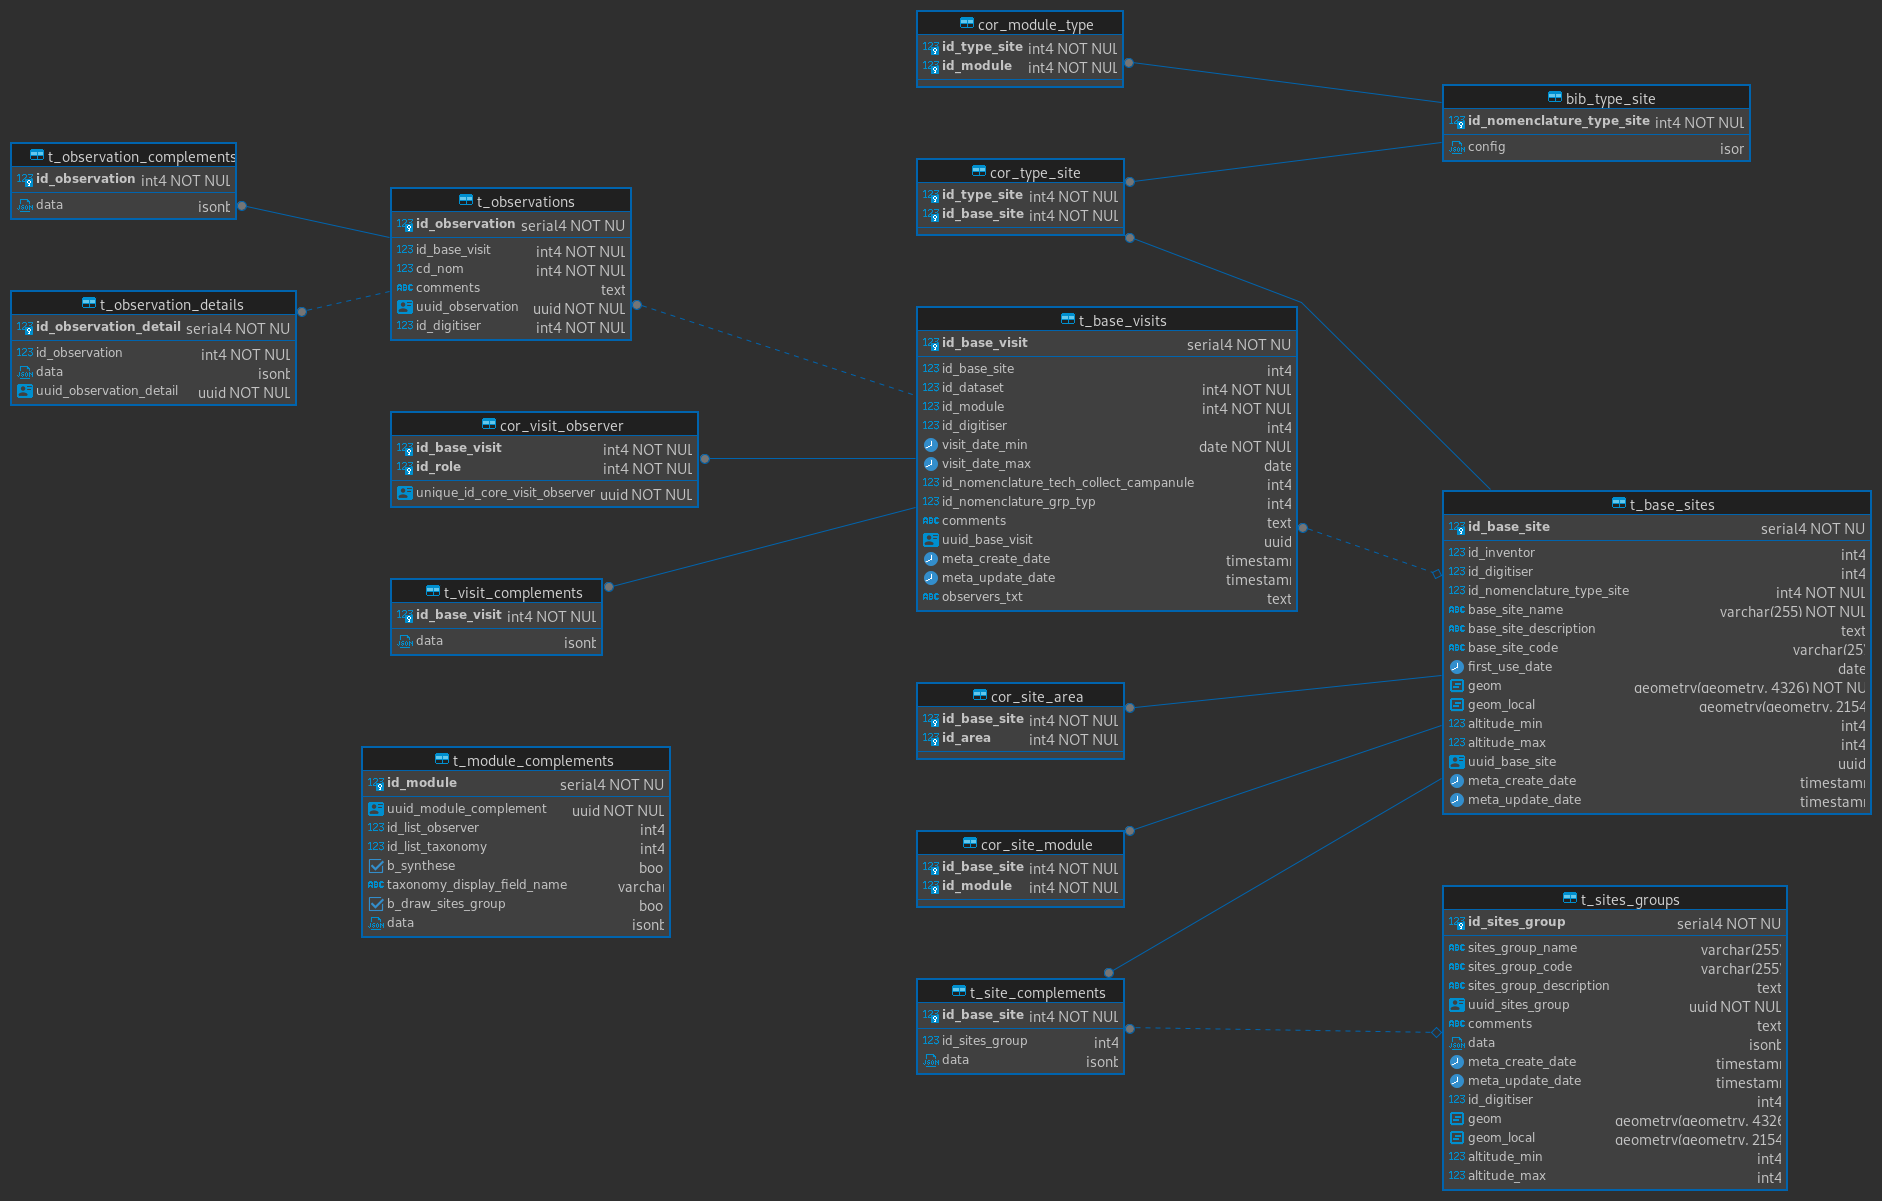 cor_module_type
id_type_site int4 NOT NUL
id_module int4 NOT NUL
bib_type_site
id_nomenclature_type_site int4 NOT NUL
config isor
t_observation_complements
id_observation int4 NOT NUL
data isont
cor_type_site
id_type_site int4 NOT NUL
id_base_site int4 NOT NUL
t_observations
id_observation serial4 NOT NU
id_base_visit int4 NOT NUL
cd_nom int4 NOT NUL
comments text
uuid_observation uuid NOT NUL
id_digitiser int4 NOT NUL
t_observation_details
id_observation_detail serial4 NOT NU
id_observation int4 NOT NUL
data isont
uuid_observation_detail uuid NOT NUL
t_base_visits
id_base_visit serial4 NOT NU
id_base_site int4
id_dataset int4 NOT NUL
id_module int4 NOT NUL
id_digitiser int4
visit_date_min date NOT NUL
visit_date_max date
id_nomenclature_tech_collect_campanule int4
id_nomenclature_grp_typ int4
comments text
uuid_base_visit uuid
meta_create_date timestam
meta_update_date timestam
observers_txt text
cor_visit_observer
id_base_visit int4 NOT NUL
id_role int4 NOT NUL
unique_id_core_visit_observer uuid NOT NUL
t_base_sites
id_base_site serial4 NOT NU
id_inventor int4
id_digitiser int4
id_nomenclature_type_site int4 NOT NUL
base_site_name varchar(255) NOT NUL
base_site_description text
base_site_code varchar(25
first_use_date date
geom geometry(geometry, 4326) NOT NU
geom_local geometry(geometry, 2154
altitude_min int4
altitude_max int4
uuid_base_site uuid
meta_create_date timestam
meta_update_date timestam
t_visit_complements
id_base_visit int4 NOT NUL
data isont
cor_site_area
id_base_site int4 NOT NUL
id_area int4 NOT NUL
t_module_complements
id_module serial4 NOT NU
uuid_module_complement uuid NOT NUL
id_list_observer int4
id_list_taxonomy int4
b_synthese boo
taxonomy_display_field_name varchar
b_draw_sites_group boo
data isont
cor_site_module
id_base_site int4 NOT NUL
id_module int4 NOT NUL
t_sites_groups
id_sites_group serial4 NOT NU
sites_group_name varchar(255
sites_group_code varchar(255
sites_group_description text
uuid_sites_group uuid NOT NUL
comments text
data isont
meta_create_date timestam
meta_update_date timestam
id_digitiser int4
geom geometry(geometry, 4326
geom_local geometry(geometry, 2154
altitude_min int4
altitude_max int4
t_site_complements
id_base_site int4 NOT NUL
id_sites_group int4
data isont